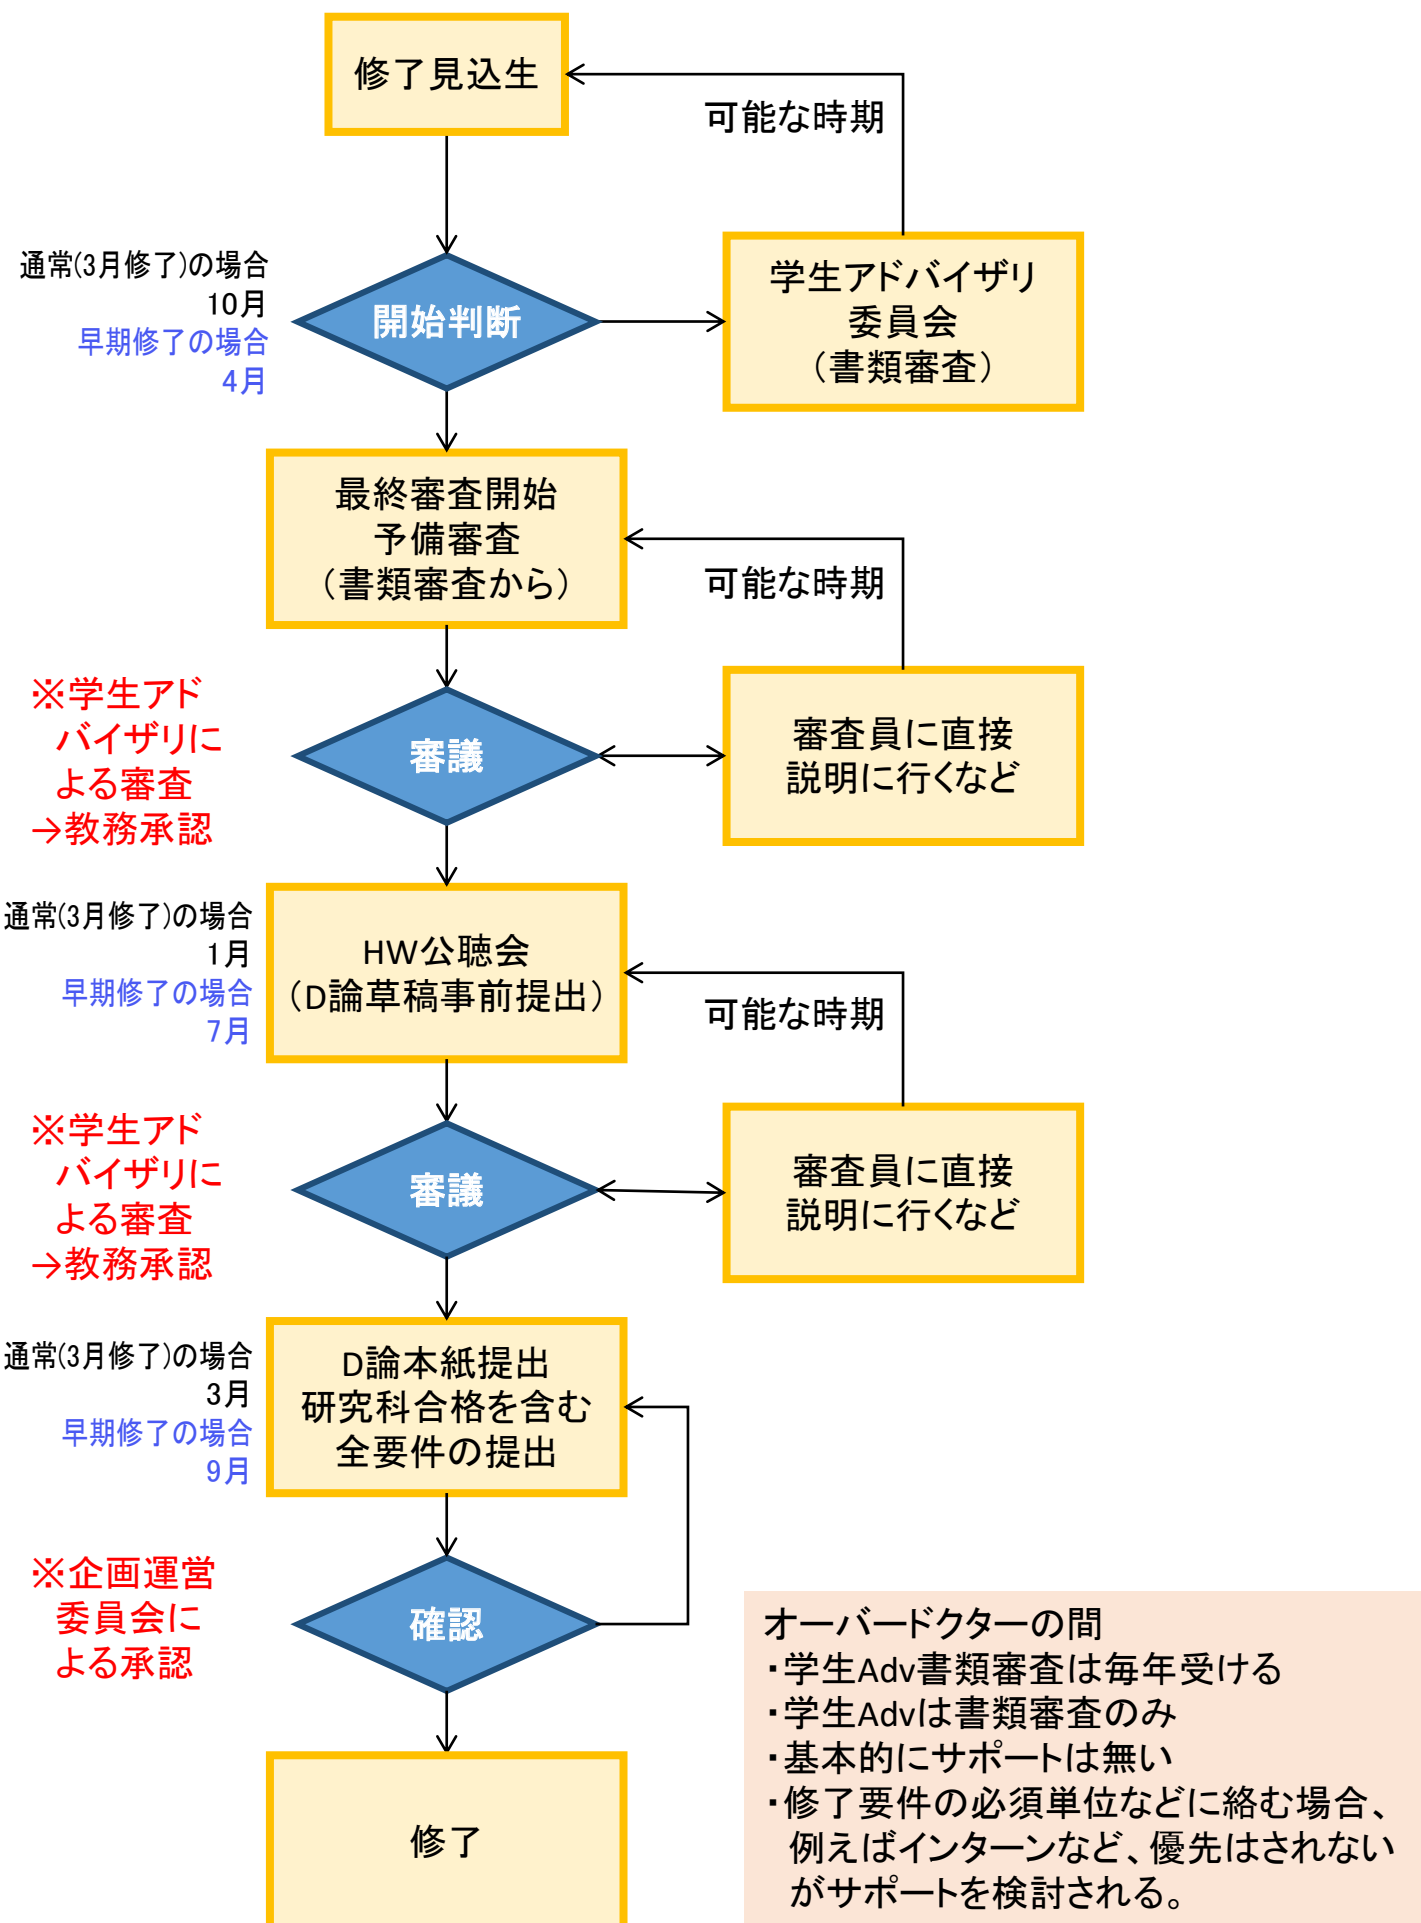 修了見込生
可能な時期
通常(3月修了)の場合
10月
早期修了の場合
4月
開始判断
学生アドバイザリ
委員会
（書類審査）
最終審査開始
予備審査
（書類審査から）
可能な時期
※学生アド
バイザリに
よる審査
→教務承認
審議
審査員に直接
説明に行くなど
通常(3月修了)の場合
1月
早期修了の場合
7月
HW公聴会
（D論草稿事前提出）
可能な時期
※学生アド
バイザリに
よる審査
→教務承認
審議
審査員に直接
説明に行くなど
通常(3月修了)の場合
3月
早期修了の場合
9月
D論本紙提出
研究科合格を含む
全要件の提出
※企画運営
委員会に
よる承認
確認
修了
オーバードクターの間
・学生Adv書類審査は毎年受ける
・学生Advは書類審査のみ
・基本的にサポートは無い
・修了要件の必須単位などに絡む場合、
例えばインターンなど、優先はされない
がサポートを検討される。